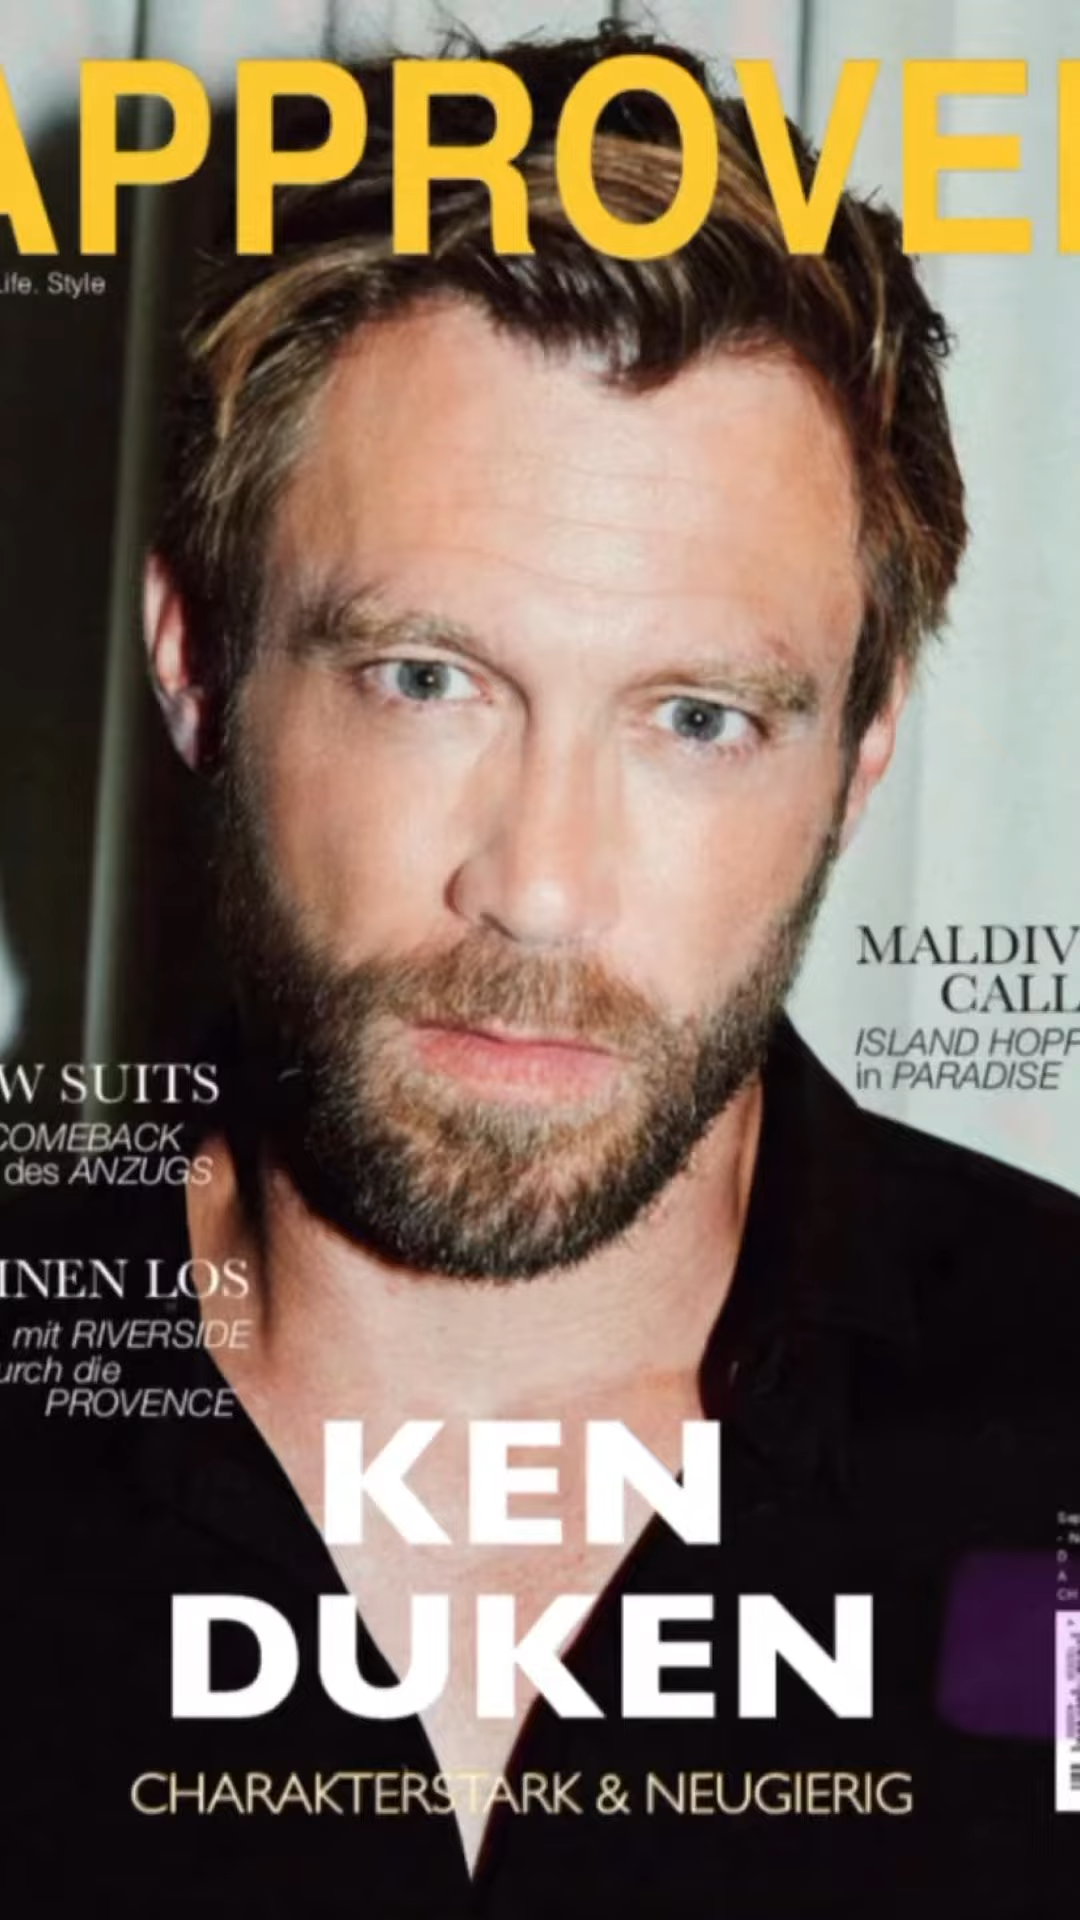 APPROVE
Life. Style
MALDIV
CALL
ISLAND HOPP
in PARADISE
W SUITS
COMEBACK
des ANZUGS
INEN LOS
mit RIVERSIDE
urch die
PROVENCE
KEN
DUKEN
CHARAKTERSTARK & NEUGIERIG
D
A
CH